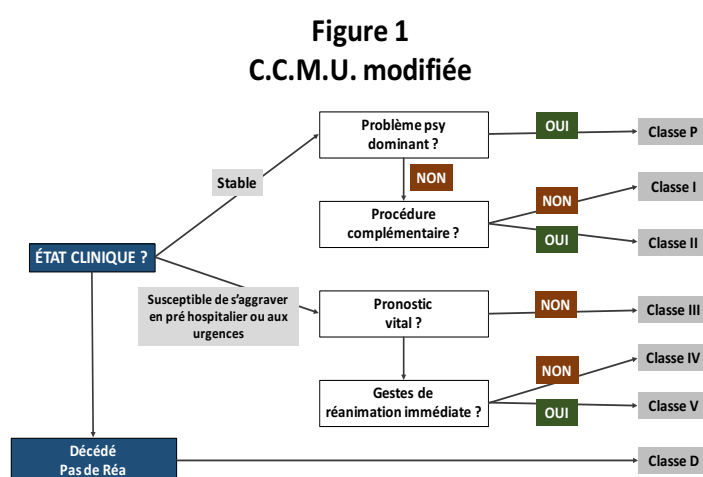 Figure 1
C.C.M.U. modifiée
Problème psy
dominant ?
OUI
Classe P
Stable
NON
Classe I
NON
Procédure
complémentaire ?
OUI
Classe II
ÉTAT CLINIQUE ?
Susceptible de s’aggraver
en pré hospitalier ou aux
urgences
Pronostic
vital ?
NON
Classe III
Classe IV
NON
Gestes de
réanimation immédiate ?
OUI
Classe V
Décédé
Pas de Réa
Classe D